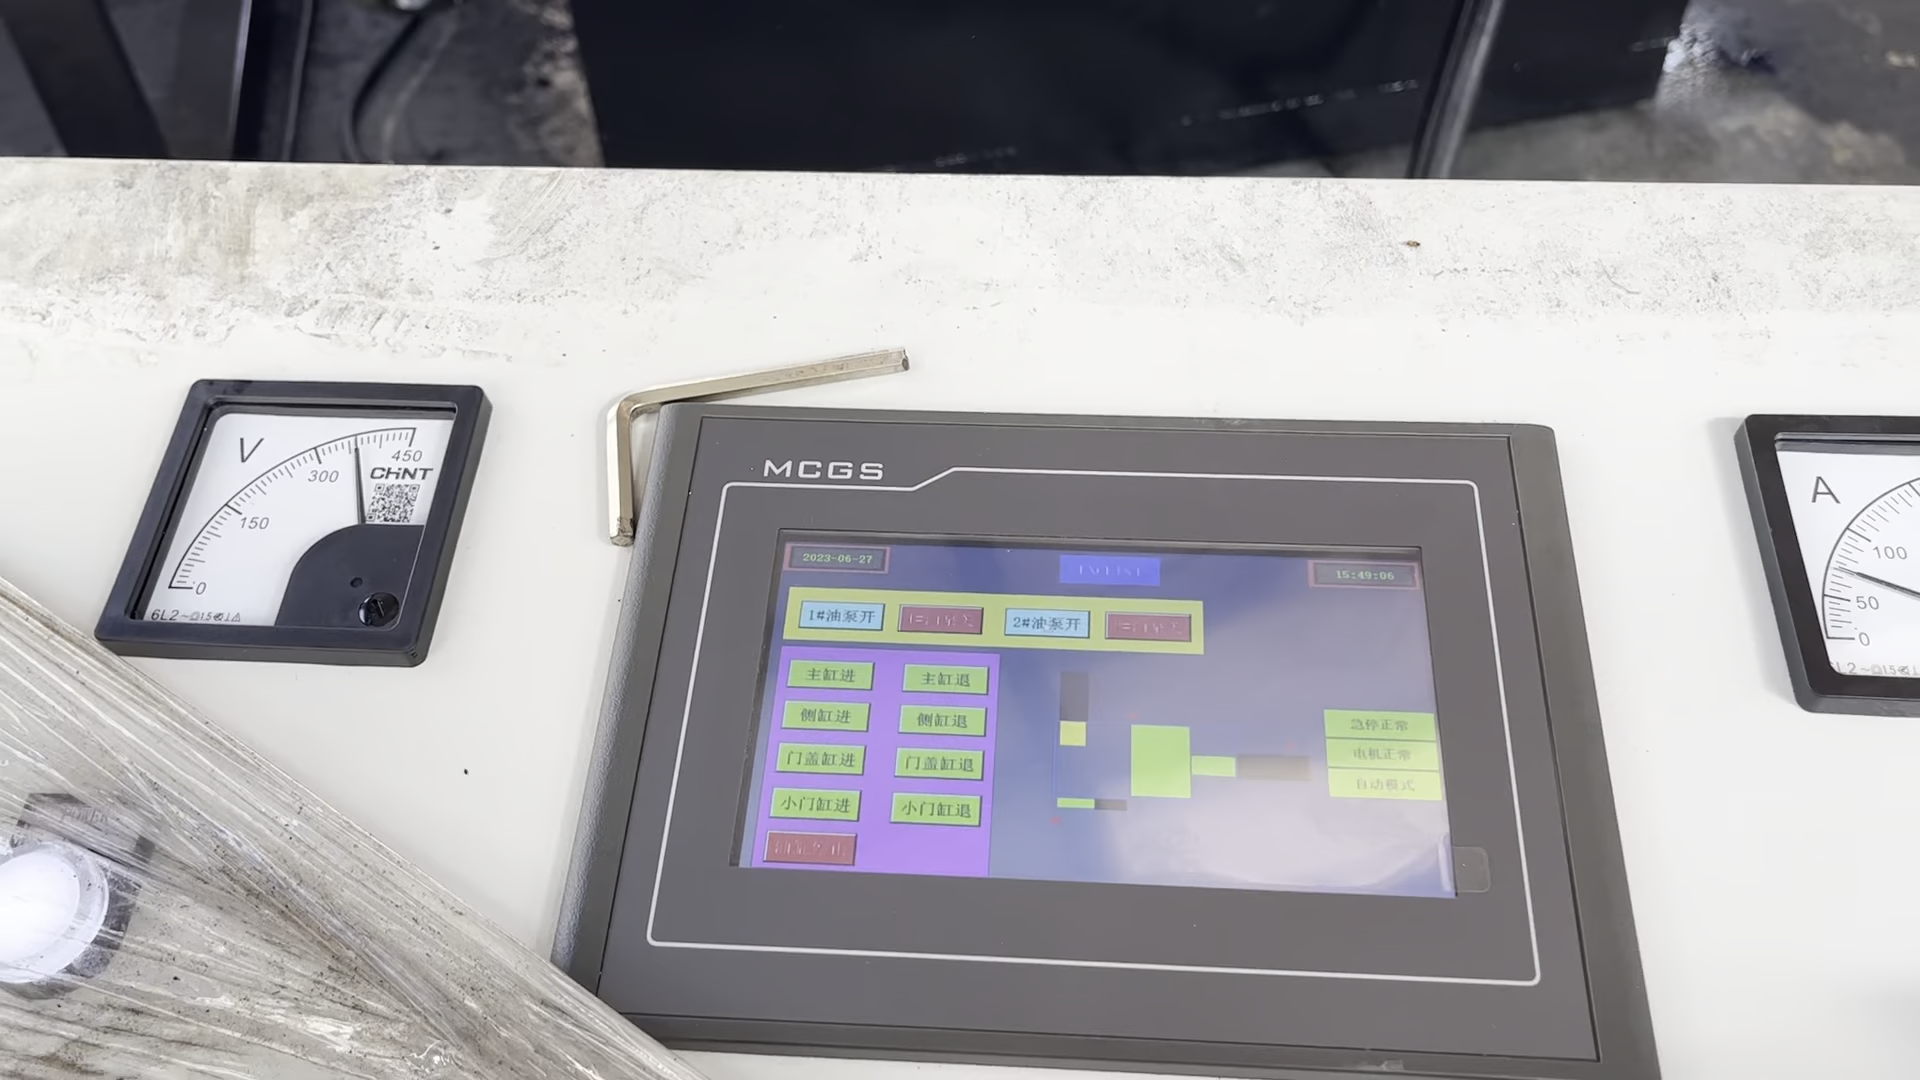 V
450
CHNT
300
150
0
6L2
MCGS
2023-06-27
15:49:06
1#油泵开
2#油泵开
主缸进
主缸退
侧缸进
侧缸退
门盖缸进
门盖缸退
小门缸进
小门缸退
急停正常
电机正常
自动模式
A
100
50
0
POWER